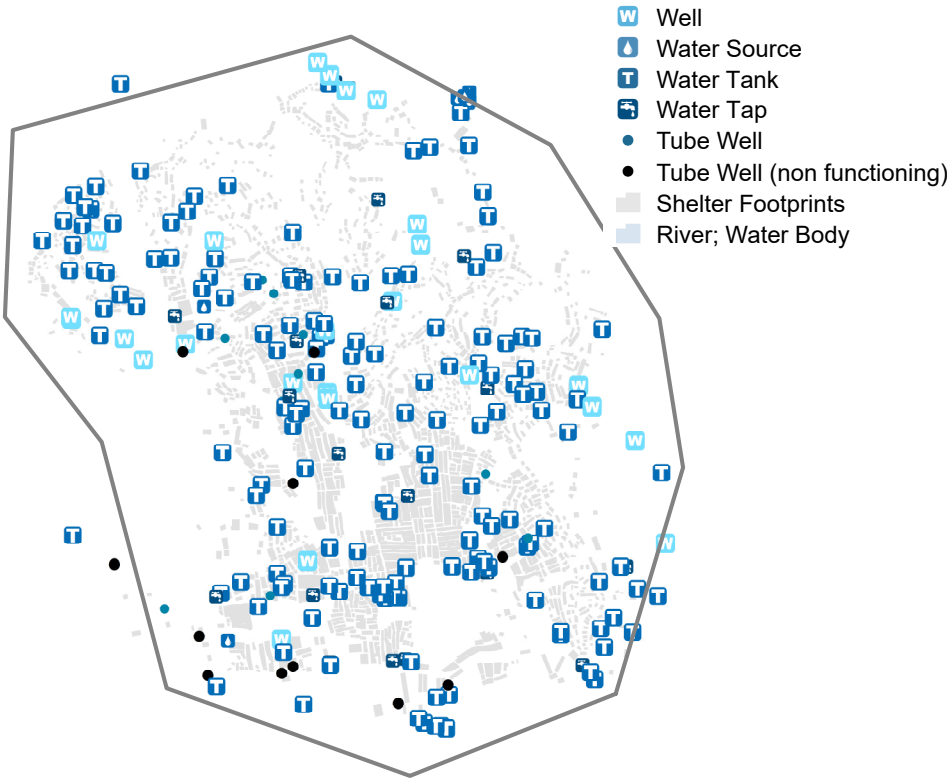 Well
Water Source
Water Tank
Water Tap
Tube Well
Tube Well (non functioning)
Shelter Footprints
River; Water Body